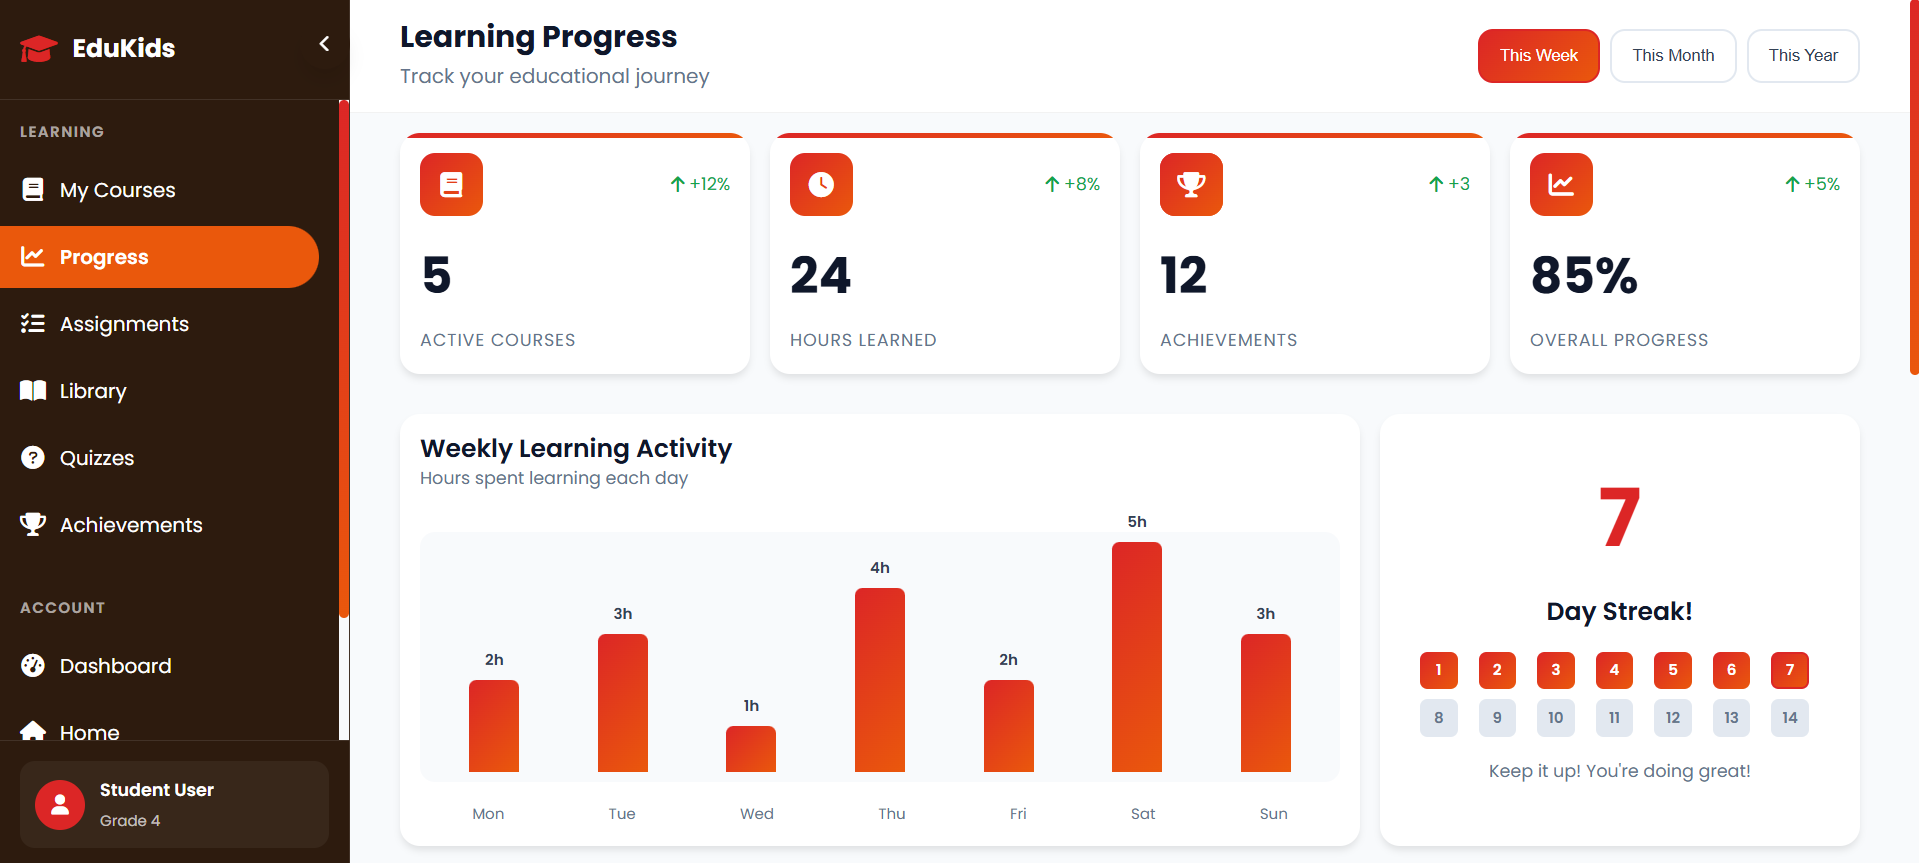 EduKids
LEARNING
My Courses
Progress
Assignments
Library
Quizzes
Achievements
ACCOUNT
Dashboard
Home
Student User
Grade 4
Learning Progress
Track your educational journey
This Week
This Month
This Year
+12%
5
ACTIVE COURSES
+8%
24
HOURS LEARNED
+3
12
ACHIEVEMENTS
+5%
85%
OVERALL PROGRESS
Weekly Learning Activity
Hours spent learning each day
2h 3h 1h 4h 2h 5h 3h
Mon Tue Wed Thu Fri Sat Sun
7
Day Streak!
1 2 3 4 5 6 7
8 9 10 11 12 13 14
Keep it up! You're doing great!